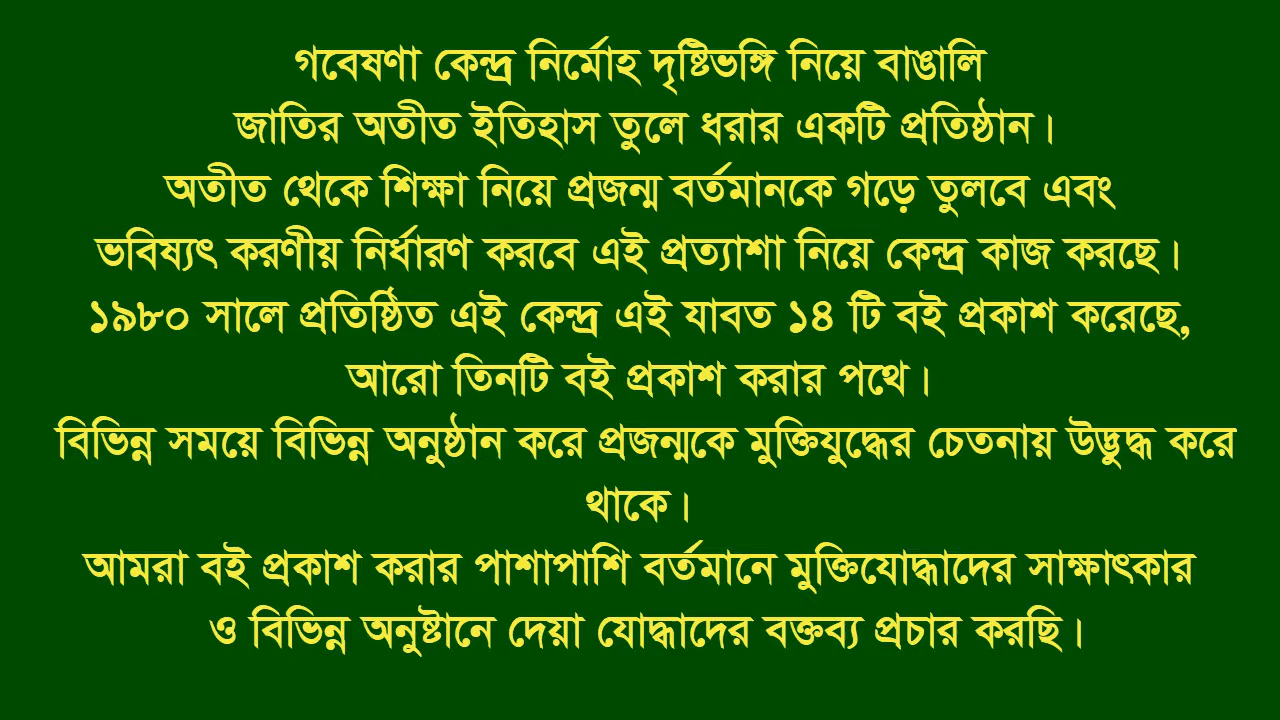 গবেষণা কেন্দ্র নির্মোহ দৃষ্টিভঙ্গি নিয়ে বাঙালি
জাতির অতীত ইতিহাস তুলে ধরার একটি প্রতিষ্ঠান।
অতীত থেকে শিক্ষা নিয়ে প্রজন্ম বর্তমানকে গড়ে তুলবে এবং
ভবিষ্যৎ করণীয় নির্ধারণ করবে এই প্রত্যাশা নিয়ে কেন্দ্র কাজ করছে।
১৯৮০ সালে প্রতিষ্ঠিত এই কেন্দ্র এই যাবত ১৪ টি বই প্রকাশ করেছে,
আরো তিনটি বই প্রকাশ করার পথে।
বিভিন্ন সময়ে বিভিন্ন অনুষ্ঠান করে প্রজন্মকে মুক্তিযুদ্ধের চেতনায় উদ্ভুদ্ধ করে
থাকে।
আমরা বই প্রকাশ করার পাশাপাশি বর্তমানে মুক্তিযোদ্ধাদের সাক্ষাৎকার
ও বিভিন্ন অনুষ্টানে দেয়া যোদ্ধাদের বক্তব্য প্রচার করছি।